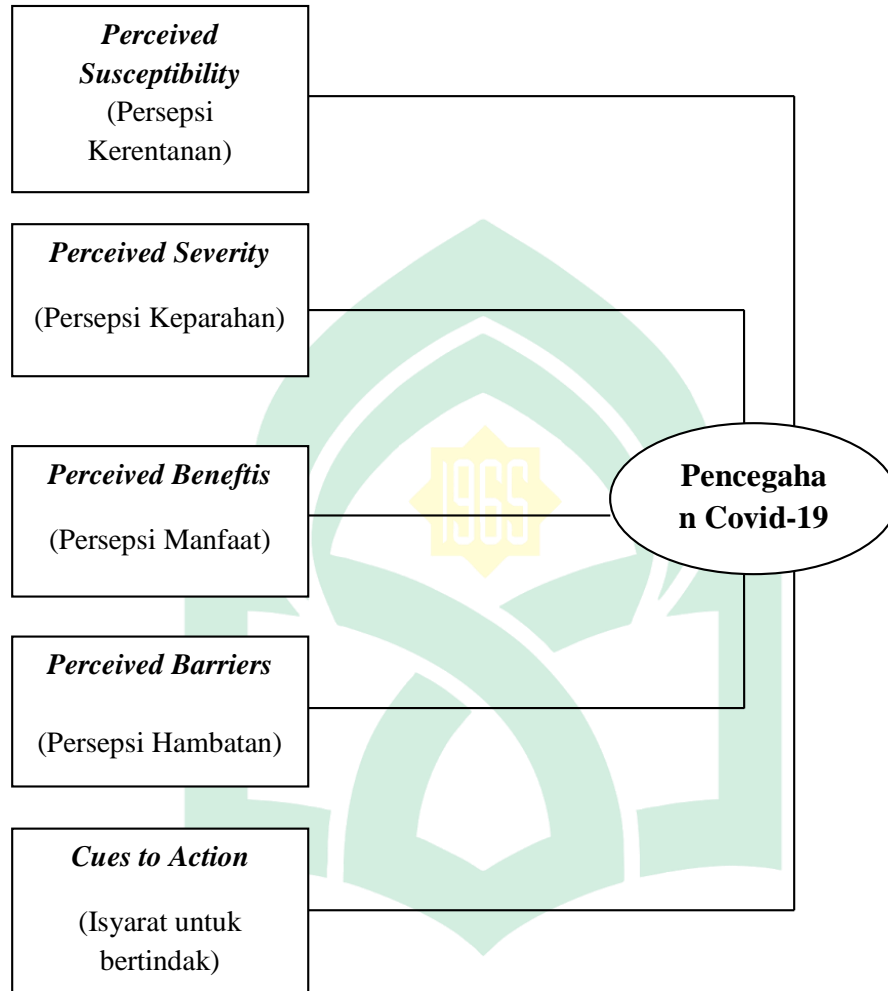 Perceived
Susceptibility
(Persepsi
Kerentanan)
Perceived Severity
(Persepsi Keparahan)
Perceived Beneftis
(Persepsi Manfaat)
Perceived Barriers
(Persepsi Hambatan)
Cues to Action
(Isyarat untuk
bertindak)
Pencegaha
n Covid-19
1965